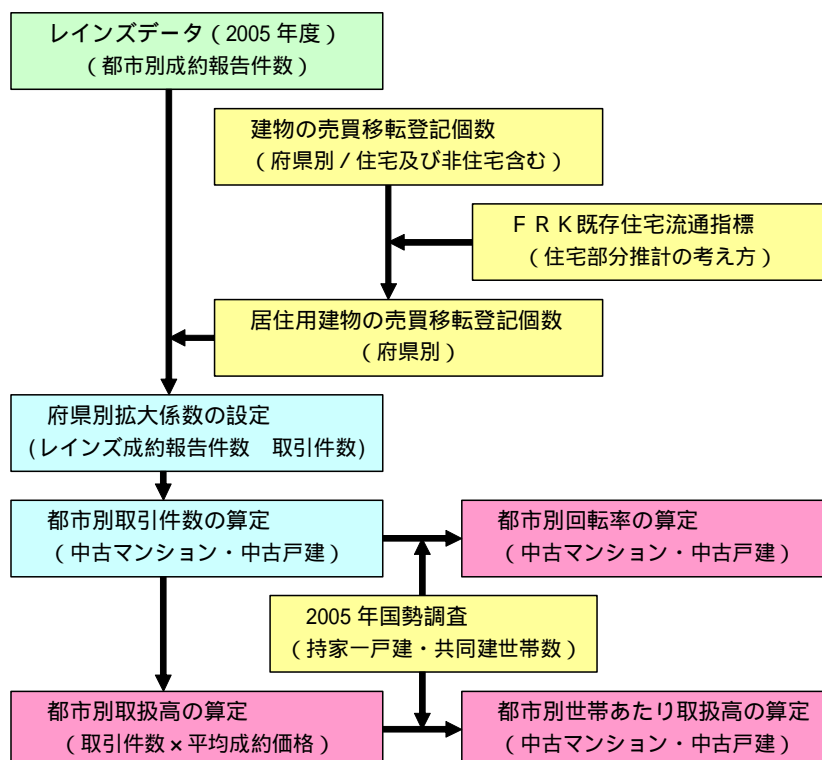 レインズデータ（2005 年度）
（都市別成約報告件数）
建物の売買移転登記個数
（府県別 / 住宅及び非住宅含む）
ＦＲＫ既存住宅流通指標
（住宅部分推計の考え方）
居住用建物の売買移転登記個数
（府県別）
府県別拡大係数の設定
(レインズ成約報告件数　取引件数)
都市別取引件数の算定
（中古マンション・中古戸建）
都市別回転率の算定
（中古マンション・中古戸建）
2005 年国勢調査
（持家一戸建・共同建世帯数）
都市別取扱高の算定
（取引件数×平均成約価格）
都市別世帯あたり取扱高の算定
（中古マンション・中古戸建）